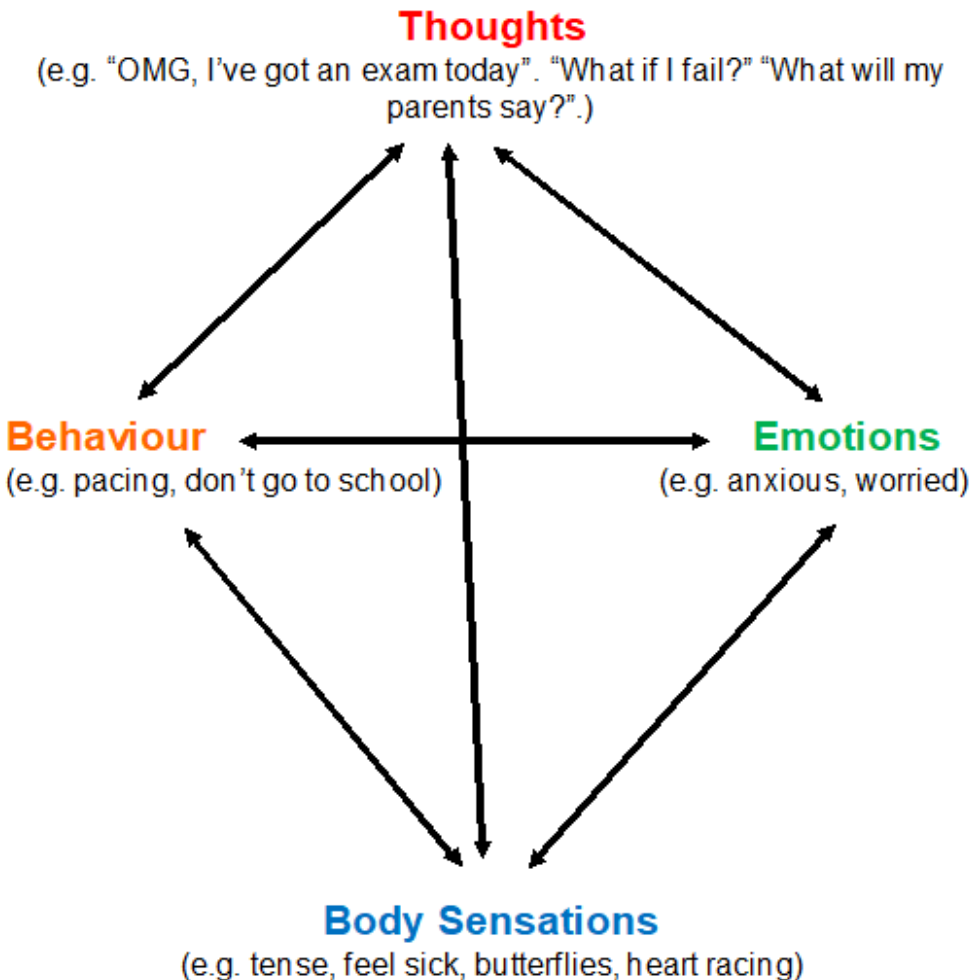 Thoughts
(e.g. “OMG, I’ve got an exam today”. “What if I fail?” “What will my
parents say?”.)
Behaviour
(e.g. pacing, don’t go to school)
Emotions
(e.g. anxious, worried)
Body Sensations
(e.g. tense, feel sick, butterflies, heart racing)